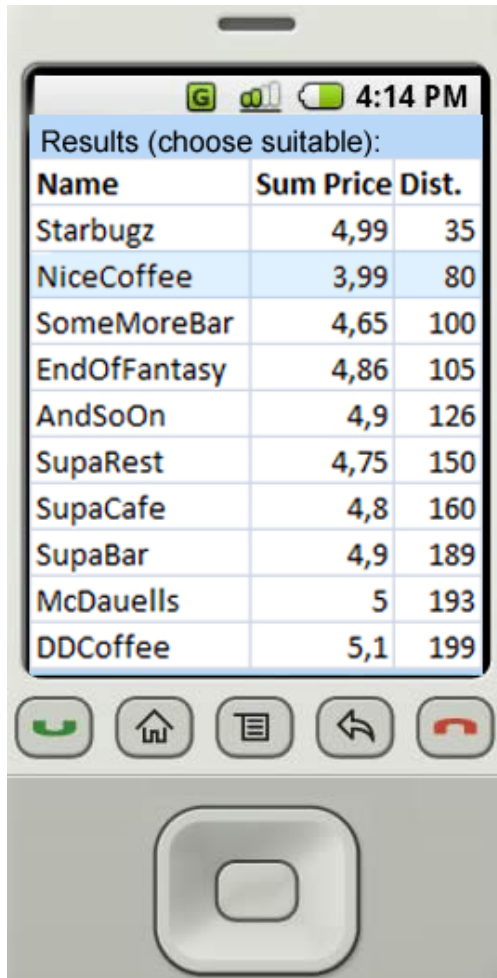 G 4:14 PM
Results (choose suitable):
Name Sum Price Dist.
Starbugz 4,99 35
NiceCoffee 3,99 80
SomeMoreBar 4,65 100
EndOfFantasy 4,86 105
AndSoOn 4,9 126
SupaRest 4,75 150
SupaCafe 4,8 160
SupaBar 4,9 189
McDauells 5 193
DDCoffee 5,1 199